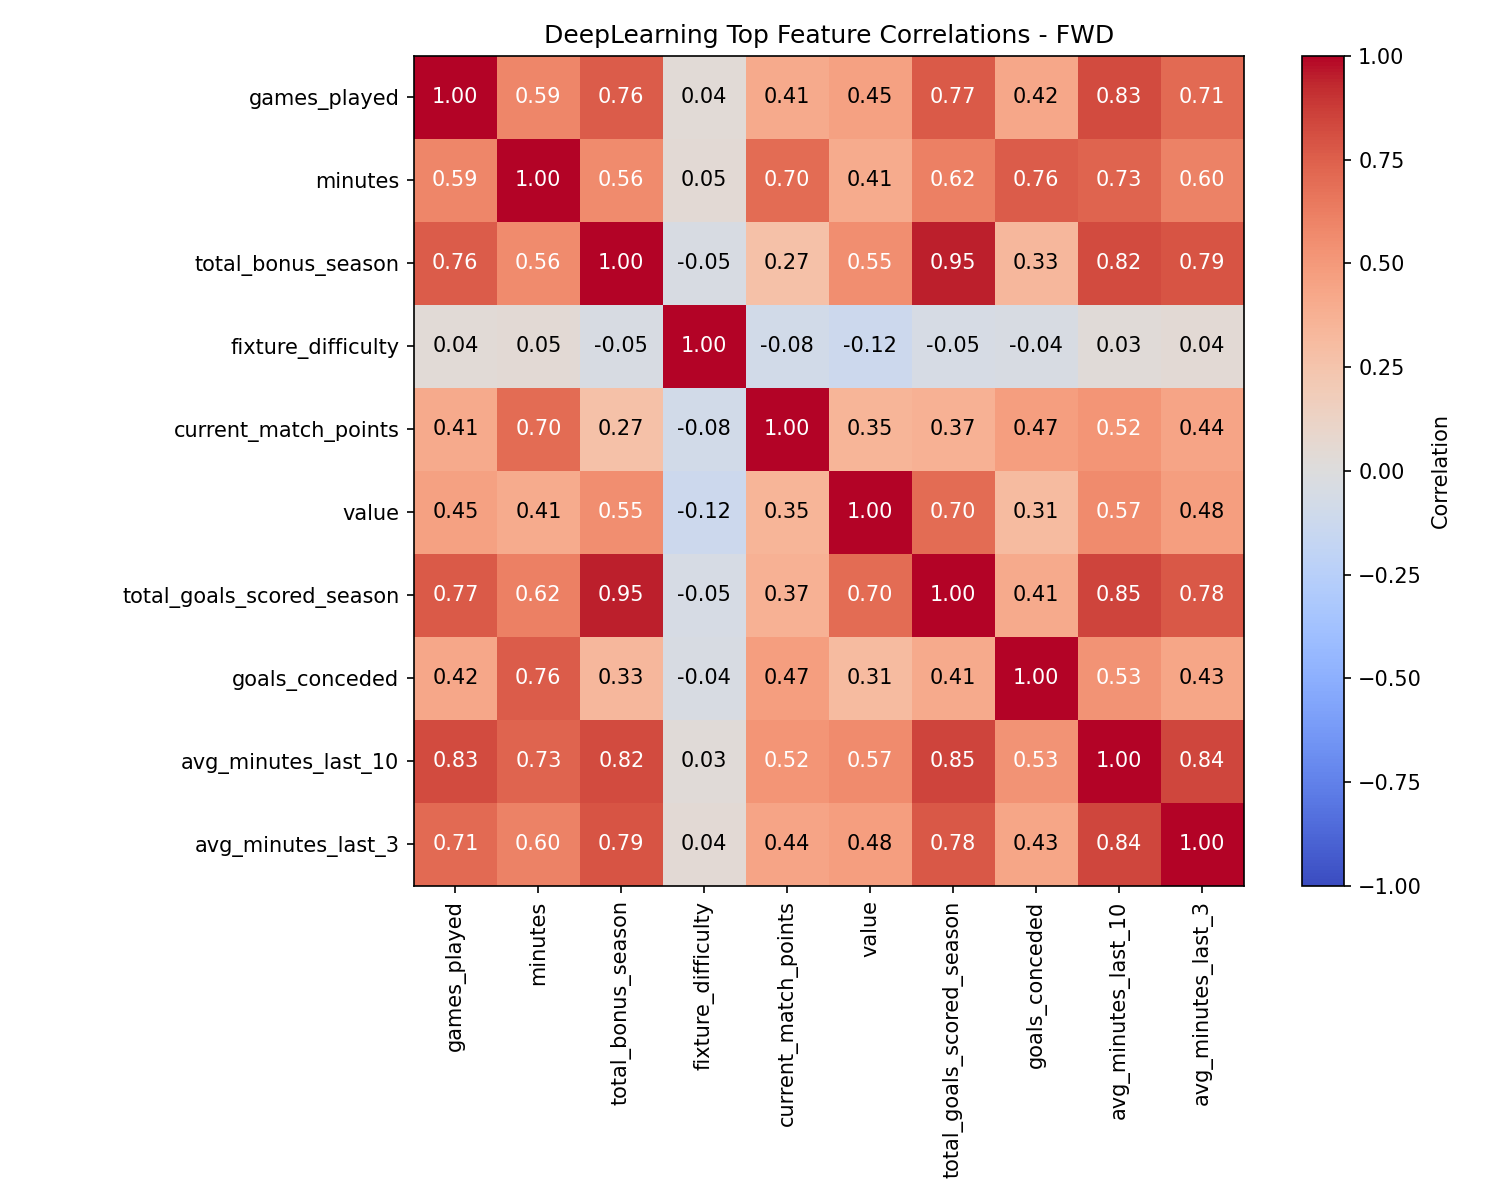 DeepLearning Top Feature Correlations - FWD
games_played 1.00 0.59 0.76 0.04 0.41 0.45 0.77 0.42 0.83 0.71
minutes 0.59 1.00 0.56 0.05 0.70 0.41 0.62 0.76 0.73 0.60
total_bonus_season 0.76 0.56 1.00 -0.05 0.27 0.55 0.95 0.33 0.82 0.79
fixture_difficulty 0.04 0.05 -0.05 1.00 -0.08 -0.12 -0.05 -0.04 0.03 0.04
current_match_points 0.41 0.70 0.27 -0.08 1.00 0.35 0.37 0.47 0.52 0.44
value 0.45 0.41 0.55 -0.12 0.35 1.00 0.70 0.31 0.57 0.48
total_goals_scored_season 0.77 0.62 0.95 -0.05 0.37 0.70 1.00 0.41 0.85 0.78
goals_conceded 0.42 0.76 0.33 -0.04 0.47 0.31 0.41 1.00 0.53 0.43
avg_minutes_last_10 0.83 0.73 0.82 0.03 0.52 0.57 0.85 0.53 1.00 0.84
avg_minutes_last_3 0.71 0.60 0.79 0.04 0.44 0.48 0.78 0.43 0.84 1.00
games_played
minutes
total_bonus_season
fixture_difficulty
current_match_points
value
total_goals_scored_season
goals_conceded
avg_minutes_last_10
avg_minutes_last_3
1.00
0.75
0.50
0.25
0.00
−0.25
−0.50
−0.75
−1.00
Correlation